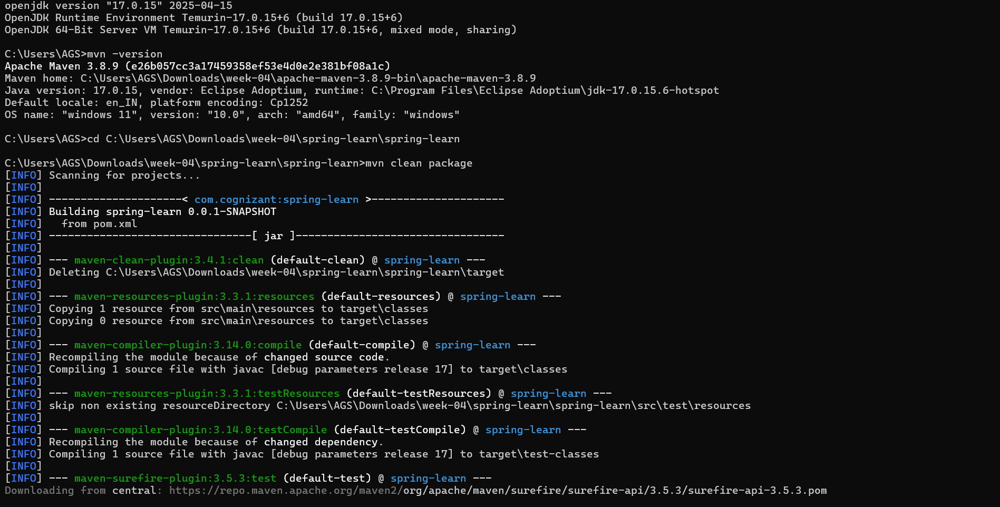 openjdk version "17.0.15" 2025-04-15
OpenJDK Runtime Environment Temurin-17.0.15+6 (build 17.0.15+6)
OpenJDK 64-Bit Server VM Temurin-17.0.15+6 (build 17.0.15+6, mixed mode, sharing)
C:\Users\AGS>mvn -version
Apache Maven 3.8.9 (e26b057cc3a17459358ef53e4d0e2e381bf08a1c)
Maven home: C:\Users\AGS\Downloads\week-04\apache-maven-3.8.9-bin\apache-maven-3.8.9
Java version: 17.0.15, vendor: Eclipse Adoptium, runtime: C:\Program Files\Eclipse Adoptium\jdk-17.0.15.6-hotspot
Default locale: en_IN, platform encoding: Cp1252
OS name: "windows 11", version: "10.0", arch: "amd64", family: "windows"
C:\Users\AGS>cd C:\Users\AGS\Downloads\week-04\spring-learn\spring-learn
C:\Users\AGS\Downloads\week-04\spring-learn\spring-learn>mvn clean package
[INFO] Scanning for projects...
[INFO]
[INFO] ---------------------< com.cognizant:spring-learn >---------------------
[INFO] Building spring-learn 0.0.1-SNAPSHOT
[INFO]   from pom.xml
[INFO] --------------------------------[ jar ]---------------------------------
[INFO]
[INFO] --- maven-clean-plugin:3.4.1:clean (default-clean) @ spring-learn ---
[INFO] Deleting C:\Users\AGS\Downloads\week-04\spring-learn\spring-learn\target
[INFO]
[INFO] --- maven-resources-plugin:3.3.1:resources (default-resources) @ spring-learn ---
[INFO] Copying 1 resource from src\main\resources to target\classes
[INFO] Copying 0 resource from src\main\resources to target\classes
[INFO]
[INFO] --- maven-compiler-plugin:3.14.0:compile (default-compile) @ spring-learn ---
[INFO] Recompiling the module because of changed source code.
[INFO] Compiling 1 source file with javac [debug parameters release 17] to target\classes
[INFO]
[INFO] --- maven-resources-plugin:3.3.1:testResources (default-testResources) @ spring-learn ---
[INFO] skip non existing resourceDirectory C:\Users\AGS\Downloads\week-04\spring-learn\spring-learn\src\test\resources
[INFO]
[INFO] --- maven-compiler-plugin:3.14.0:testCompile (default-testCompile) @ spring-learn ---
[INFO] Recompiling the module because of changed dependency.
[INFO] Compiling 1 source file with javac [debug parameters release 17] to target\test-classes
[INFO]
[INFO] --- maven-surefire-plugin:3.5.3:test (default-test) @ spring-learn ---
Downloading from central: https://repo.maven.apache.org/maven2/org/apache/maven/surefire/surefire-api/3.5.3/surefire-api-3.5.3.pom